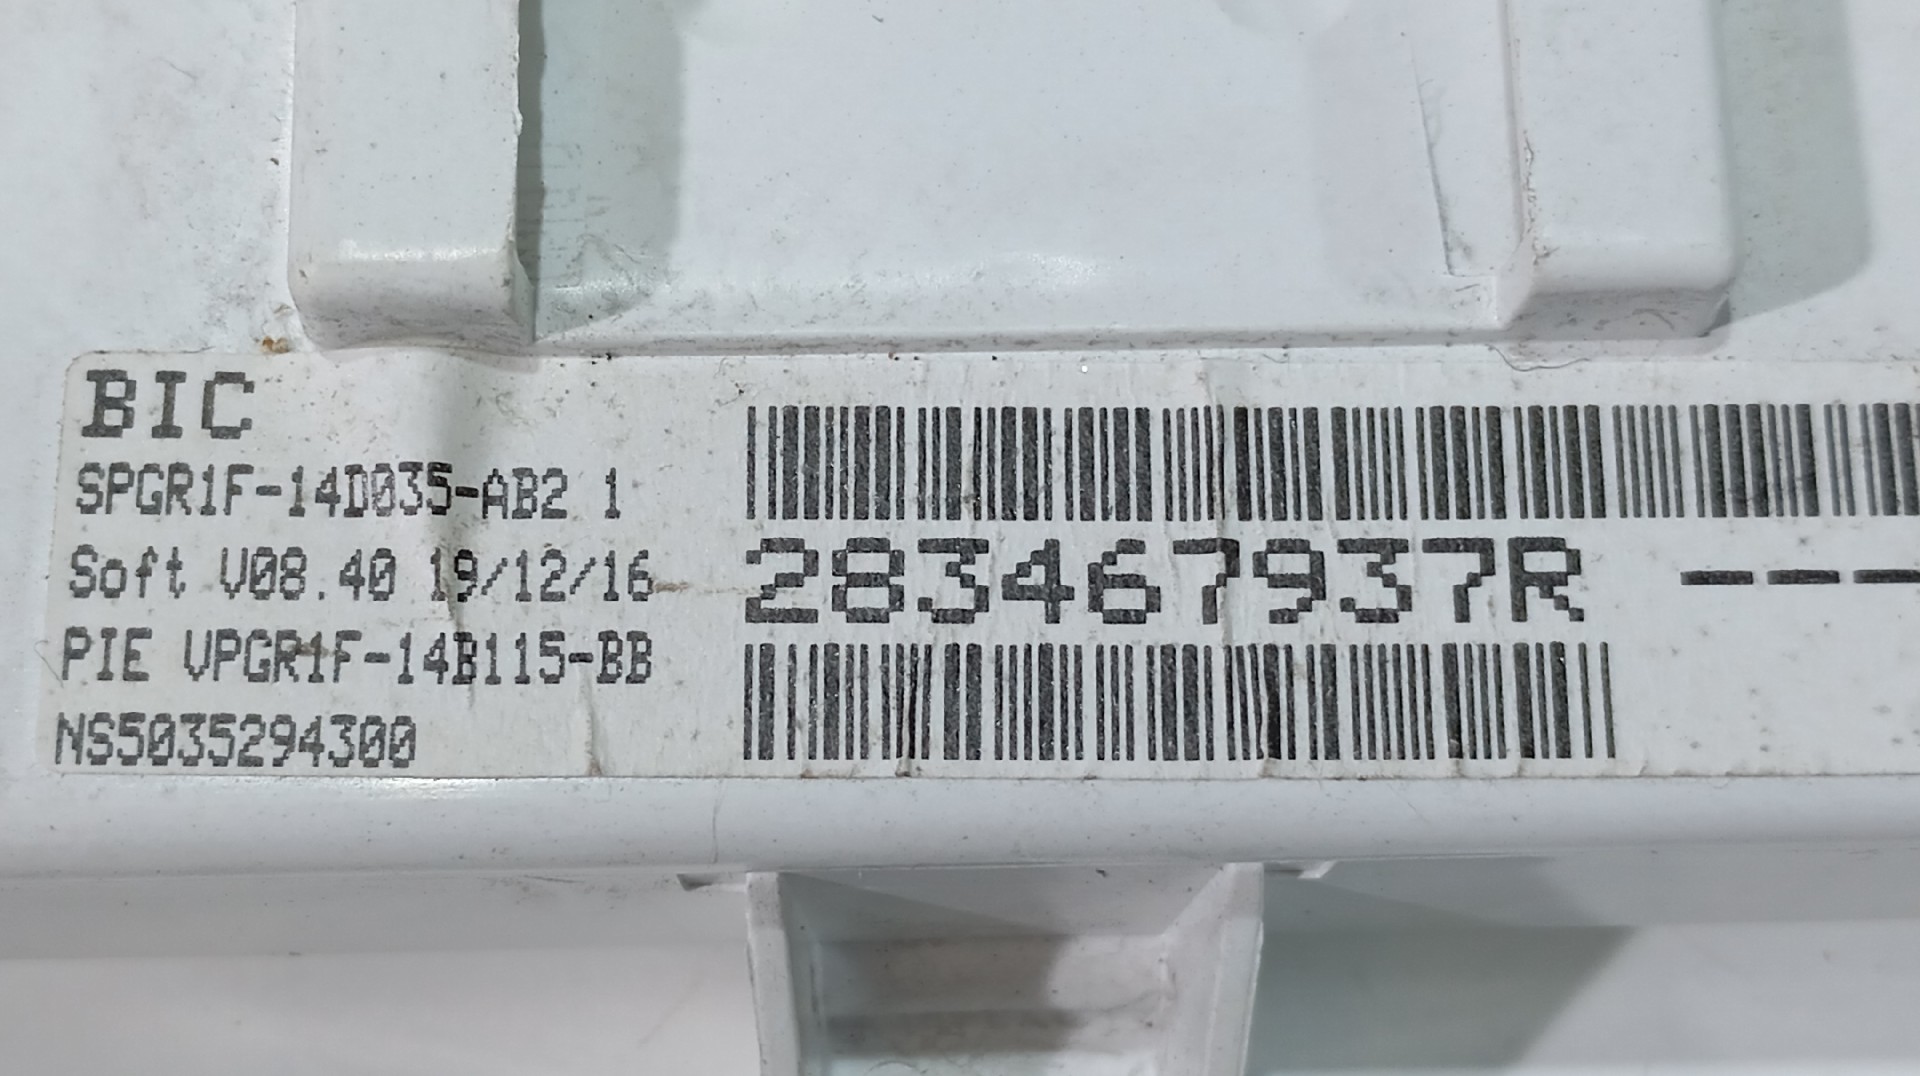 BIC
SPGR1F-14D035-AB2 1
Soft V08.40 19/12/16
PIE VPGR1F-14B115-BB
NS5035294300
283467937R ---